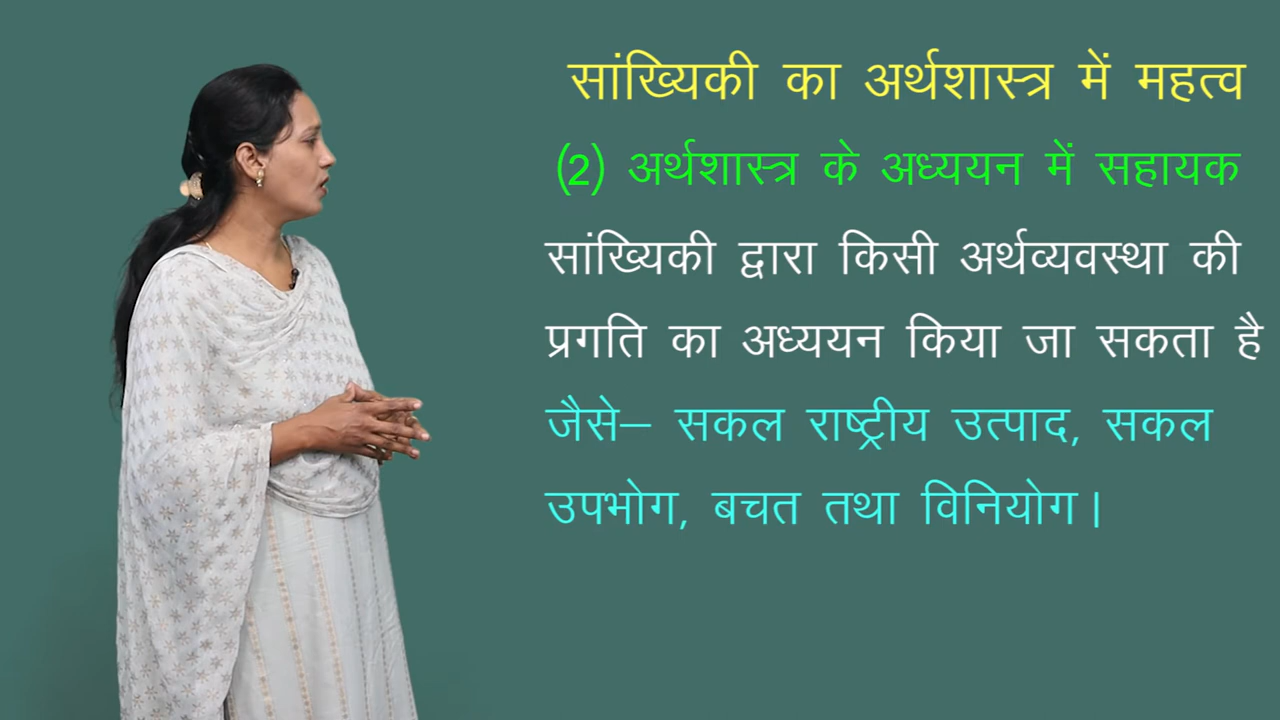 सांख्यिकी का अर्थशास्त्र में महत्व
(2) अर्थशास्त्र के अध्ययन में सहायक
सांख्यिकी द्वारा किसी अर्थव्यवस्था की
प्रगति का अध्ययन किया जा सकता है
जैसे– सकल राष्ट्रीय उत्पाद, सकल
उपभोग, बचत तथा विनियोग।